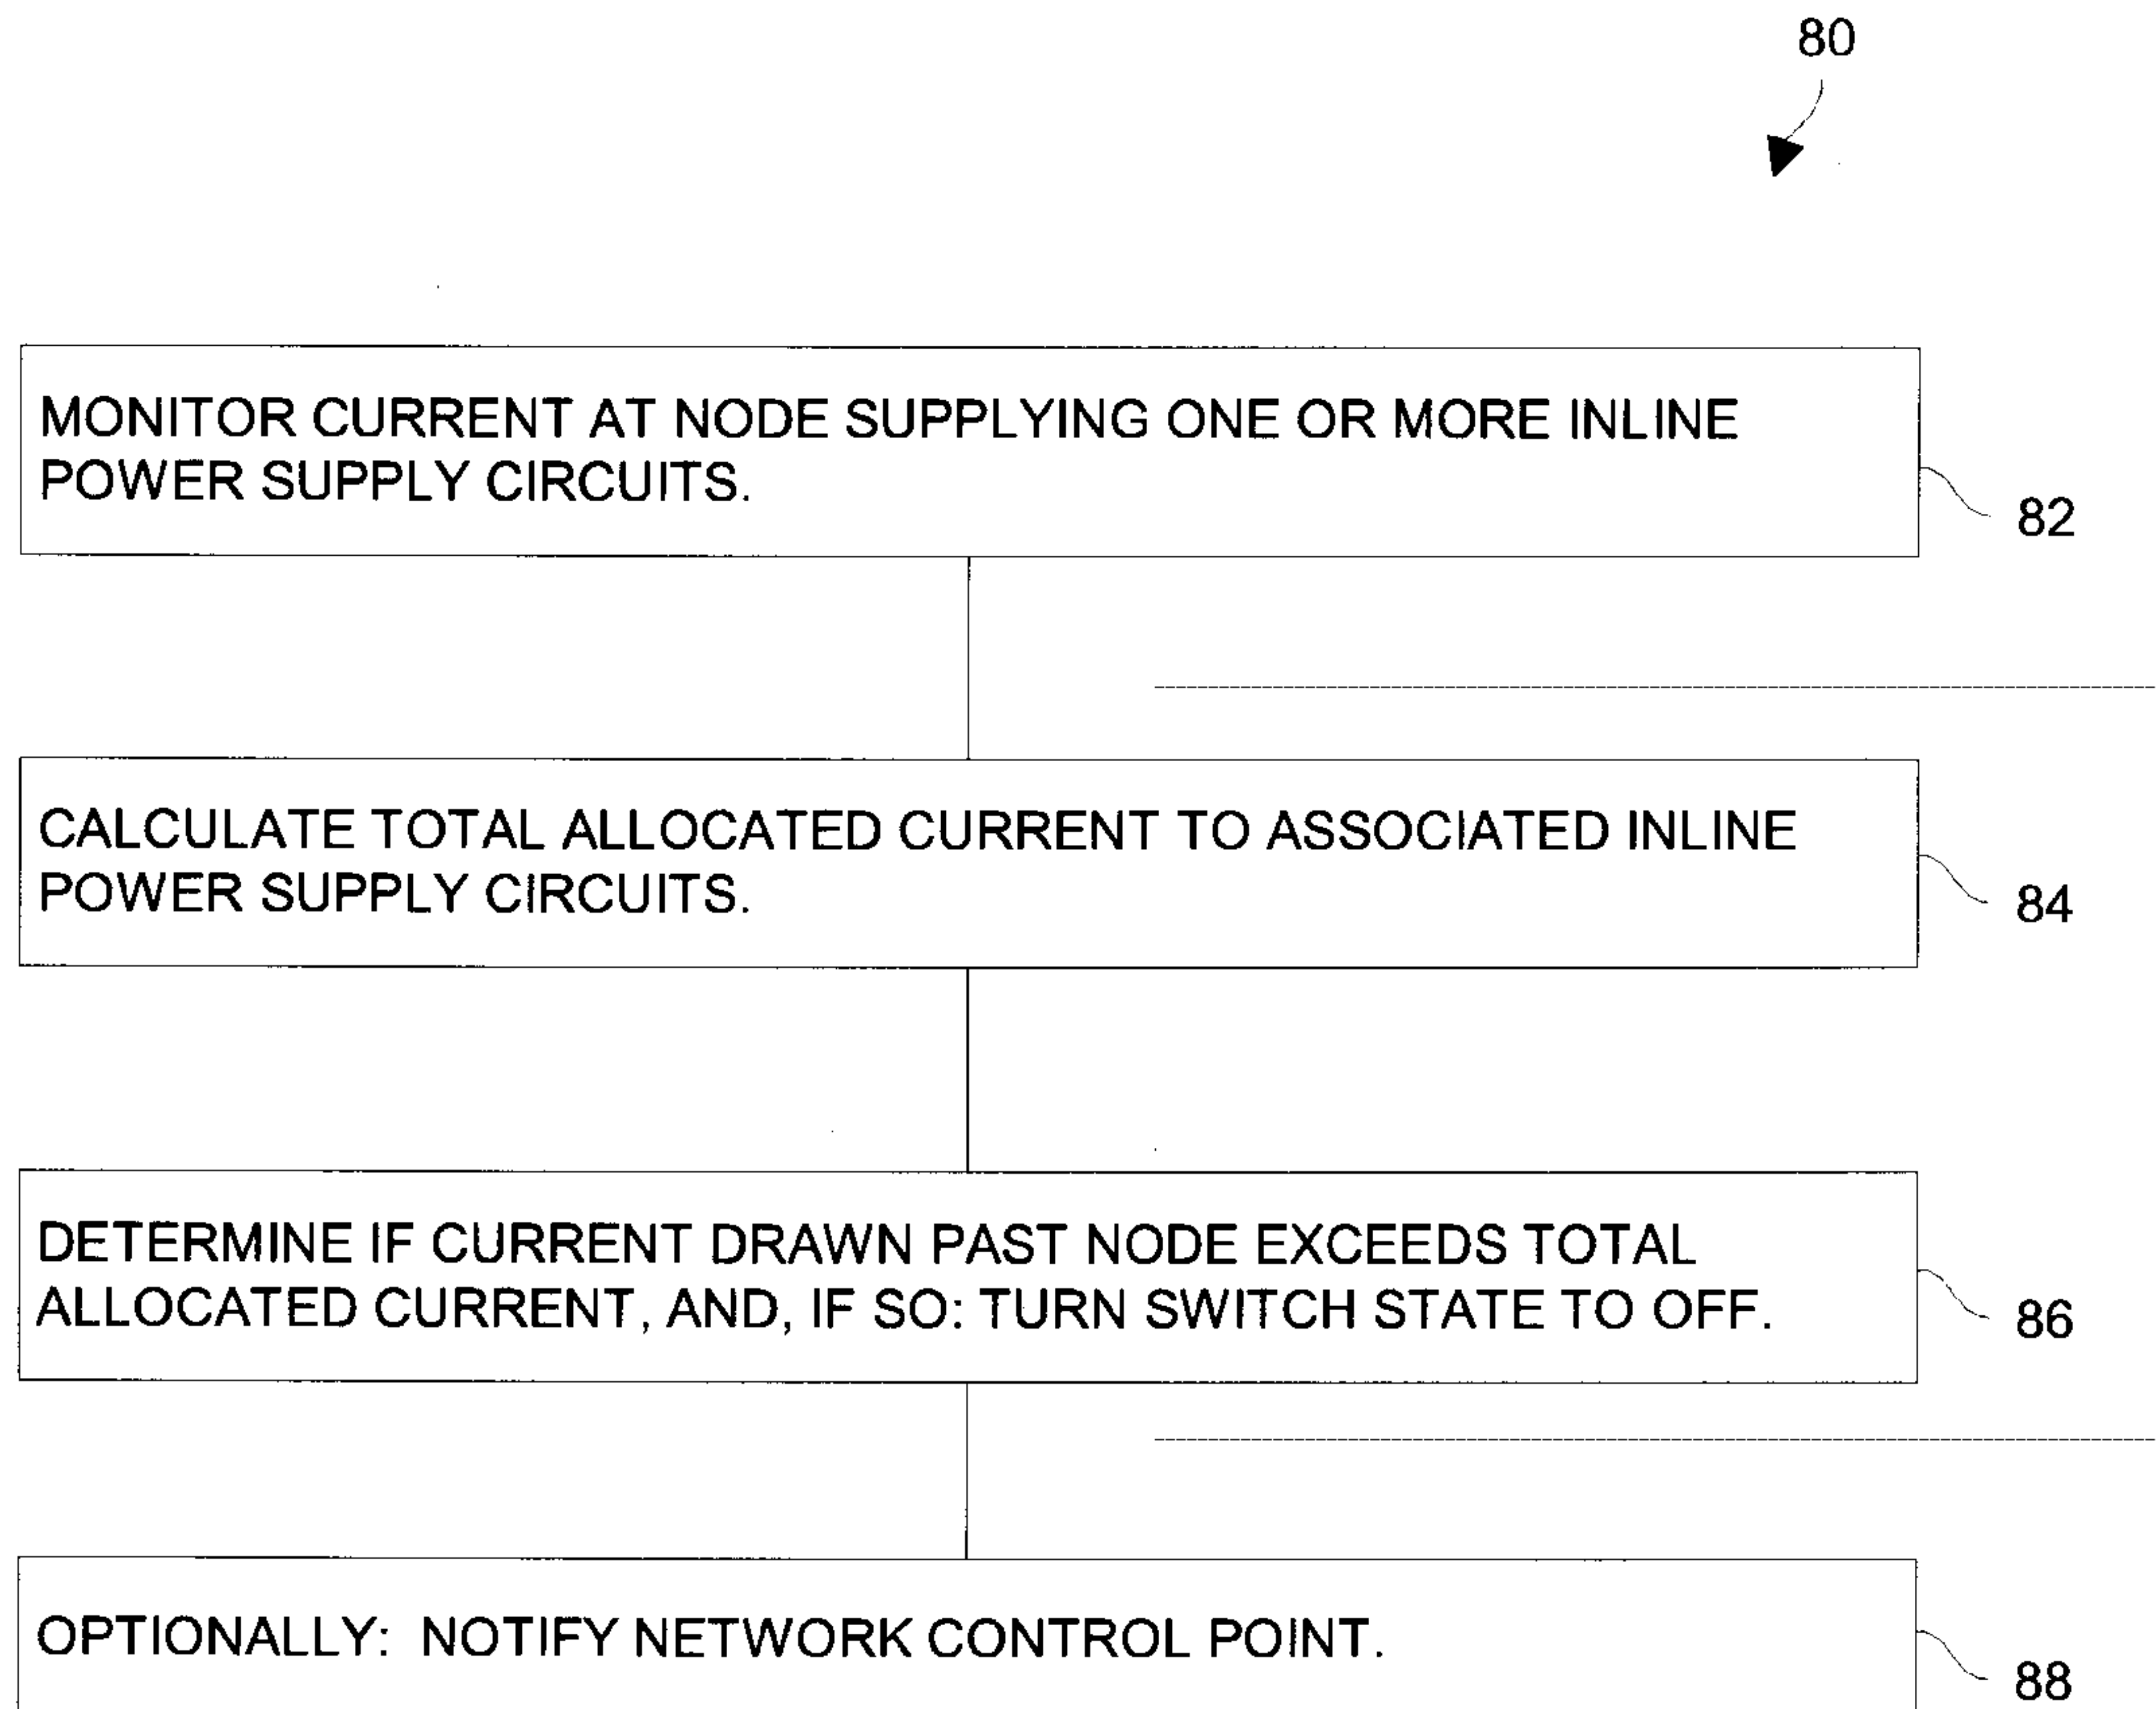 80
MONITOR CURRENT AT NODE SUPPLYING ONE OR MORE INLINE
POWER SUPPLY CIRCUITS.
82
CALCULATE TOTAL ALLOCATED CURRENT TO ASSOCIATED INLINE
POWER SUPPLY CIRCUITS.
84
DETERMINE IF CURRENT DRAWN PAST NODE EXCEEDS TOTAL
ALLOCATED CURRENT, AND, IF SO: TURN SWITCH STATE TO OFF.
86
OPTIONALLY: NOTIFY NETWORK CONTROL POINT.
88